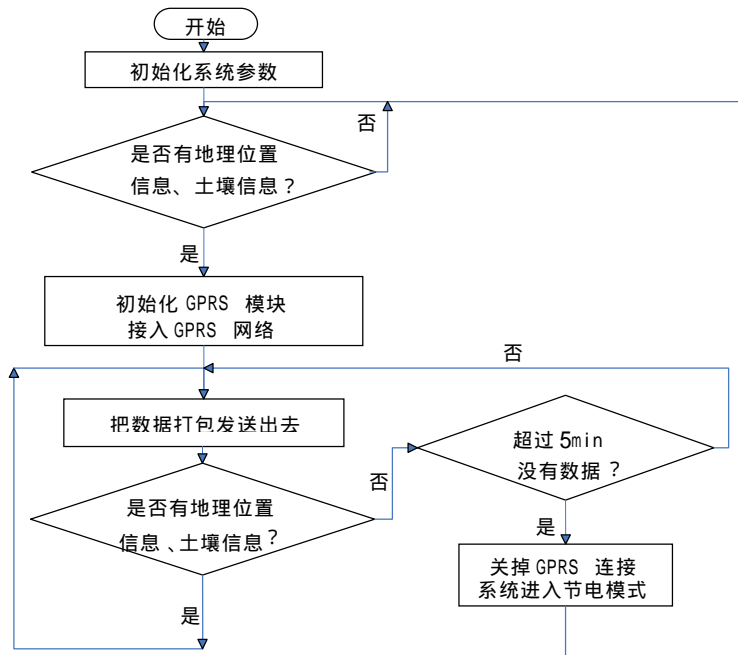 开始
初始化系统参数
否
是否有地理位置
信息、土壤信息?
是
初始化 GPRS 模块
接入 GPRS 网络
否
把数据打包发送出去
超过 5min
没有数据?
否
是否有地理位置
信息、土壤信息?
是
关掉 GPRS 连接
系统进入节电模式
是